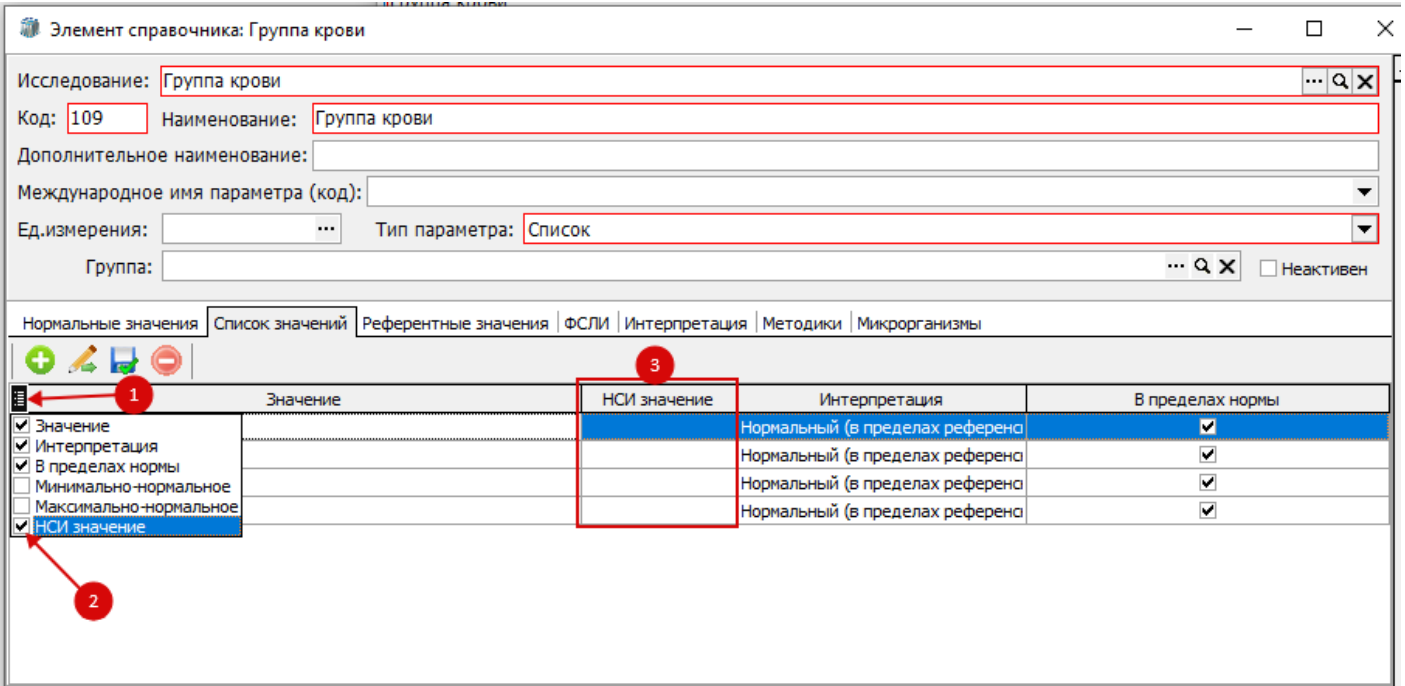 Элемент справочника: Группа крови
Исследование: Группа крови
Код: 109 Наименование: Группа крови
Дополнительное наименование:
Международное имя параметра (код):
Ед.измерения: ... Тип параметра: Список
Группа: ... Неактивен
Нормальные значения Список значений Референтные значения ФСЛИ Интерпретация Методики Микрорганизмы
3
1
Значение НСИ значение Интерпретация В пределах нормы
Значение Нормальный (в пределах референс
Интерпретация
В пределах нормы Нормальный (в пределах референс
Минимально-нормальное Нормальный (в пределах референс
Максимально-нормальное Нормальный (в пределах референс
НСИ значение
2